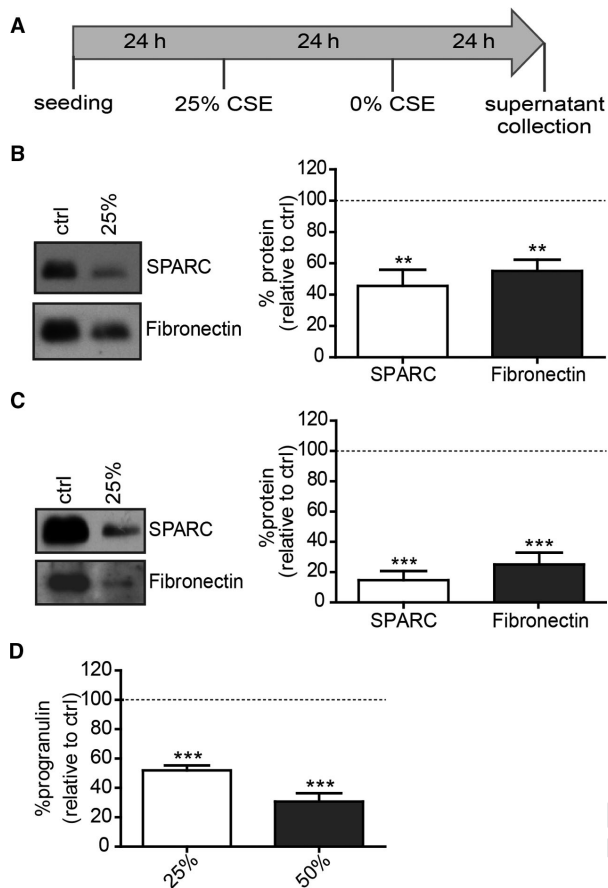 A
24 h 24 h 24 h
seeding 25% CSE 0% CSE supernatant
collection
B
ctrl 25%
SPARC
Fibronectin
% protein
(relative to ctrl)
120
100
80
60
40
20
0
** **
SPARC Fibronectin
C
ctrl 25%
SPARC
Fibronectin
%protein
(relative to ctrl)
120
100
80
60
40
20
0
*** ***
SPARC Fibronectin
D
%progranulin
(relative to ctrl)
120
100
80
60
40
20
0
*** ***
25% 50%